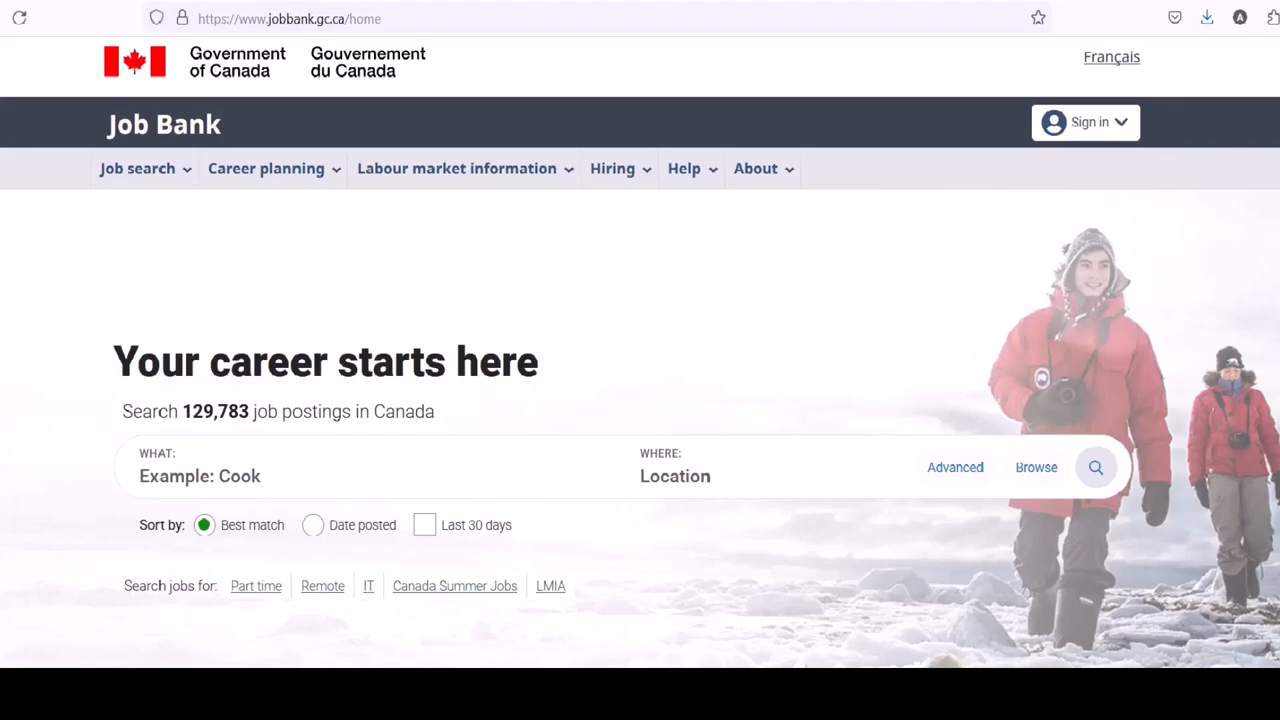 https://www.jobbank.gc.ca/home
A
Government of Canada
Gouvernement du Canada
Français
Job Bank
Sign in
Job search Career planning Labour market information Hiring Help About
Your career starts here
Search 129,783 job postings in Canada
WHAT:
Example: Cook
WHERE:
Location
Advanced Browse
Sort by: Best match Date posted Last 30 days
Search jobs for: Part time Remote IT Canada Summer Jobs LMIA